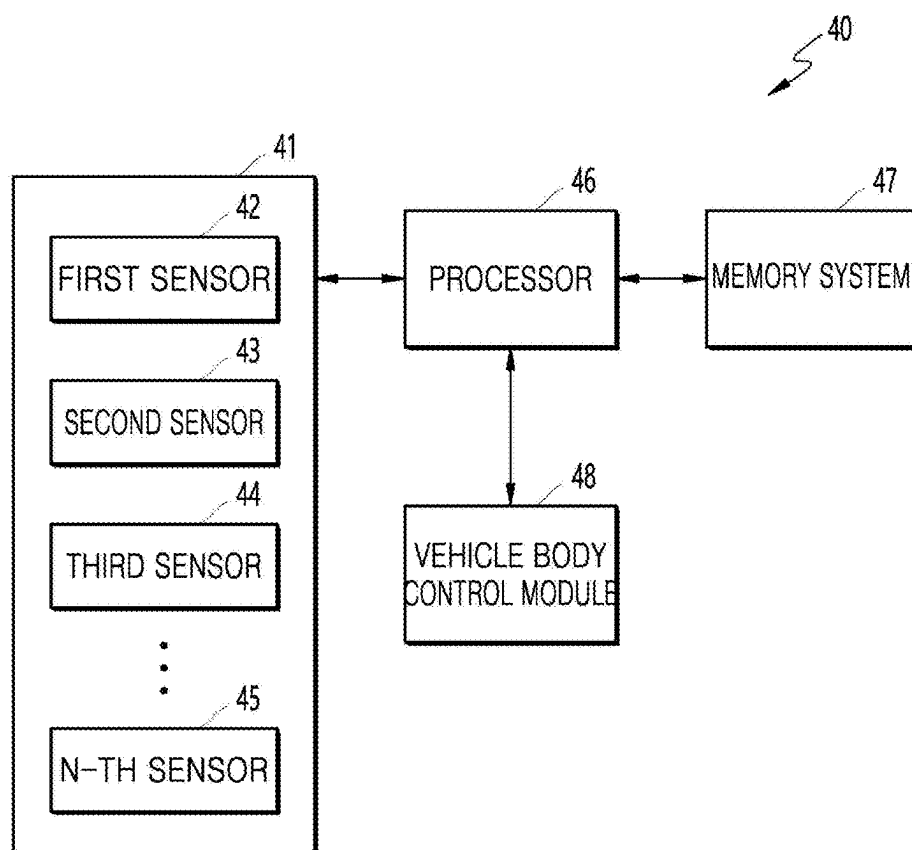 40
41
42
FIRST SENSOR
43
SECOND SENSOR
44
THIRD SENSOR
45
N-TH SENSOR
46
PROCESSOR
47
MEMORY SYSTEM
48
VEHICLE BODY
CONTROL MODULE